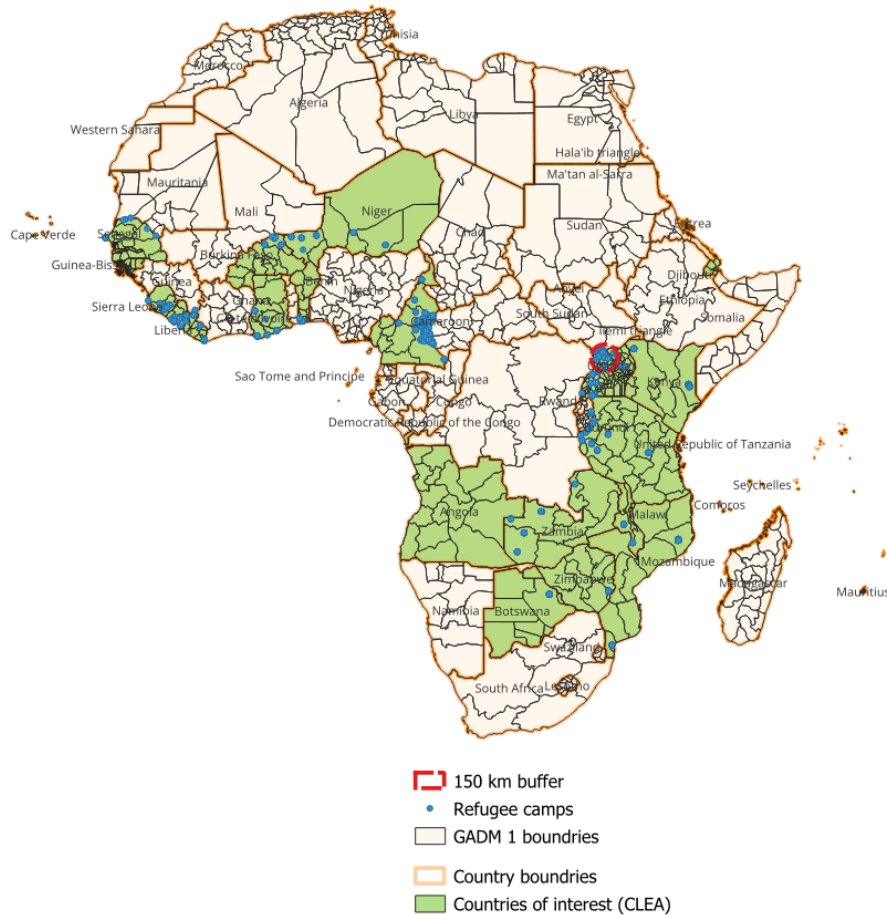 Tunisia
Morocco
Algeria
Libya
Egypt
Western Sahara
Hala'ib triangle
Ma'tan al-Sarra
Mauritania
Mali
Niger
Chad
Sudan
Eritrea
Cape Verde
Senegal
Burkina Faso
Guinea-Bis
Guinea
Benin
Nigeria
Djibouti
Ethiopia
Abyei
Sierra Leone
Ghana
Cote d'Ivoire
Liberia
Cameroon
South Sudan
Somalia
Ilemi triangle
Sao Tome and Principe
Equatorial Guinea
Gabon
Congo
Rwanda
Kenya
Democratic Republic of the Congo
Burundi
United Republic of Tanzania
Seychelles
Comoros
Angola
Zambia
Malawi
Mozambique
Zimbabwe
Madagascar
Mauritius
Namibia
Botswana
Swaziland
South Africa
Lesotho
150 km buffer
Refugee camps
GADM 1 boundries
Country boundries
Countries of interest (CLEA)